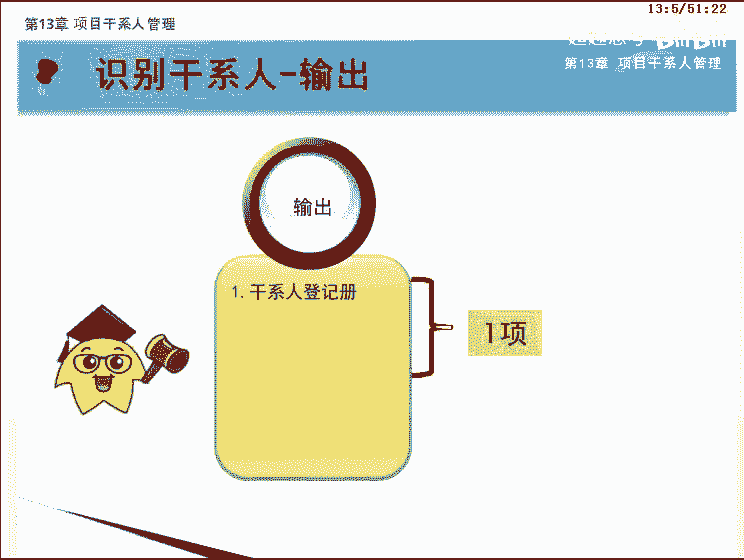 13:5/51:22
第13章 项目干系人管理
第13章 项目干系人管理
识别干系人-输出
输出
1.干系人登记册
1项